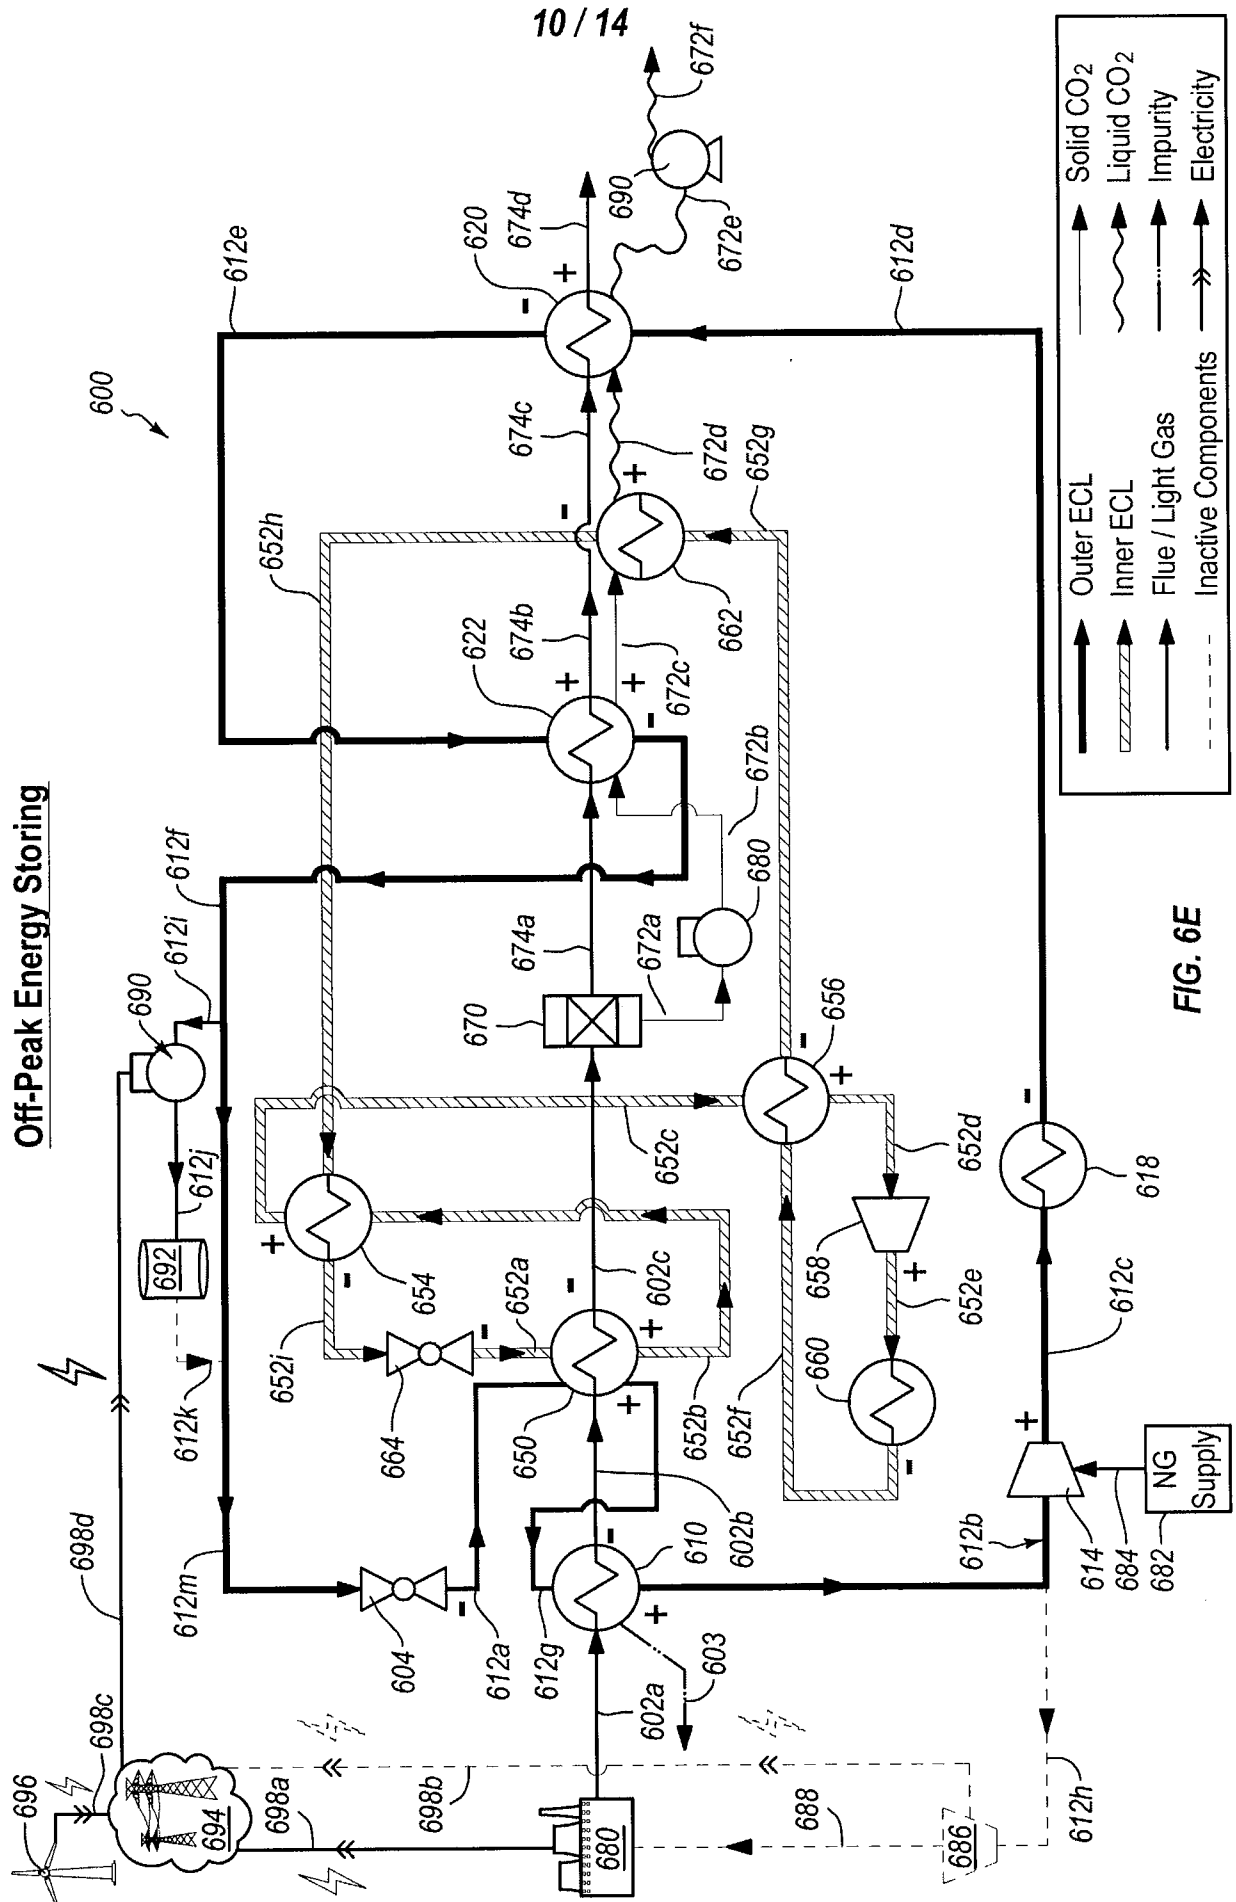 10 / 14
Off-Peak Energy Storing
600
672f
690
672e
674d
620
612e
612d
674c
672d
652g
652h
674b
622
672c
662
672b
680
612f
612i
690
674a
672a
670
656
612j
692
652c
652d
618
654
602c
652a
658
652i
652e
612c
660
652f
652b
650
664
612k
698d
612m
602b
610
612b
614
684
682
NG
Supply
604
612a
612g
603
602a
698c
696
694
698a
698b
688
686
612h
680
Outer ECL
Inner ECL
Flue / Light Gas
Inactive Components
Solid CO2
Liquid CO2
Impurity
Electricity
FIG. 6E